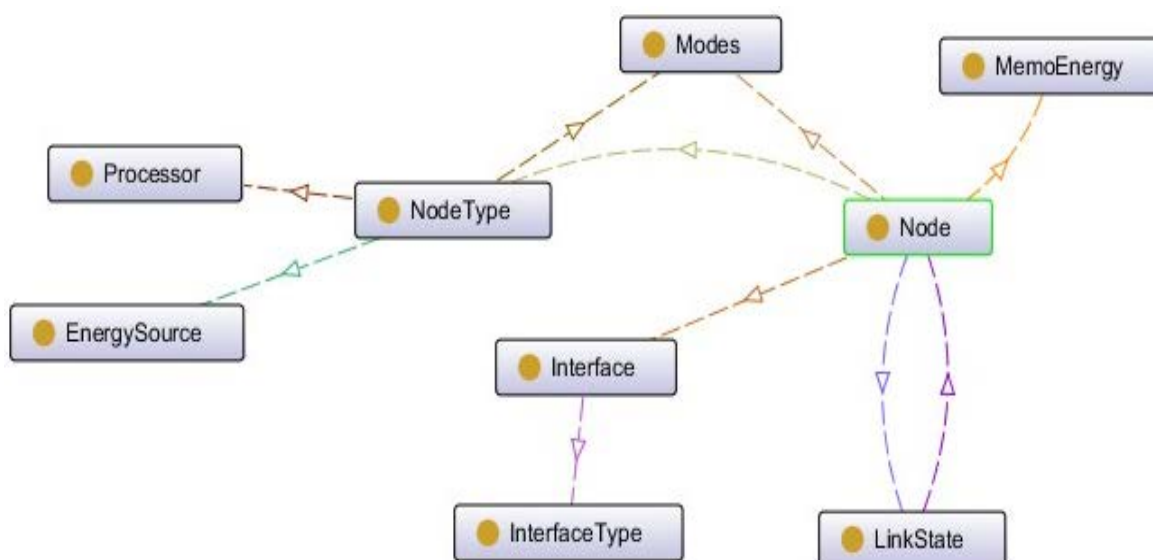 Modes
MemoEnergy
Processor
NodeType
Node
EnergySource
Interface
InterfaceType
LinkState